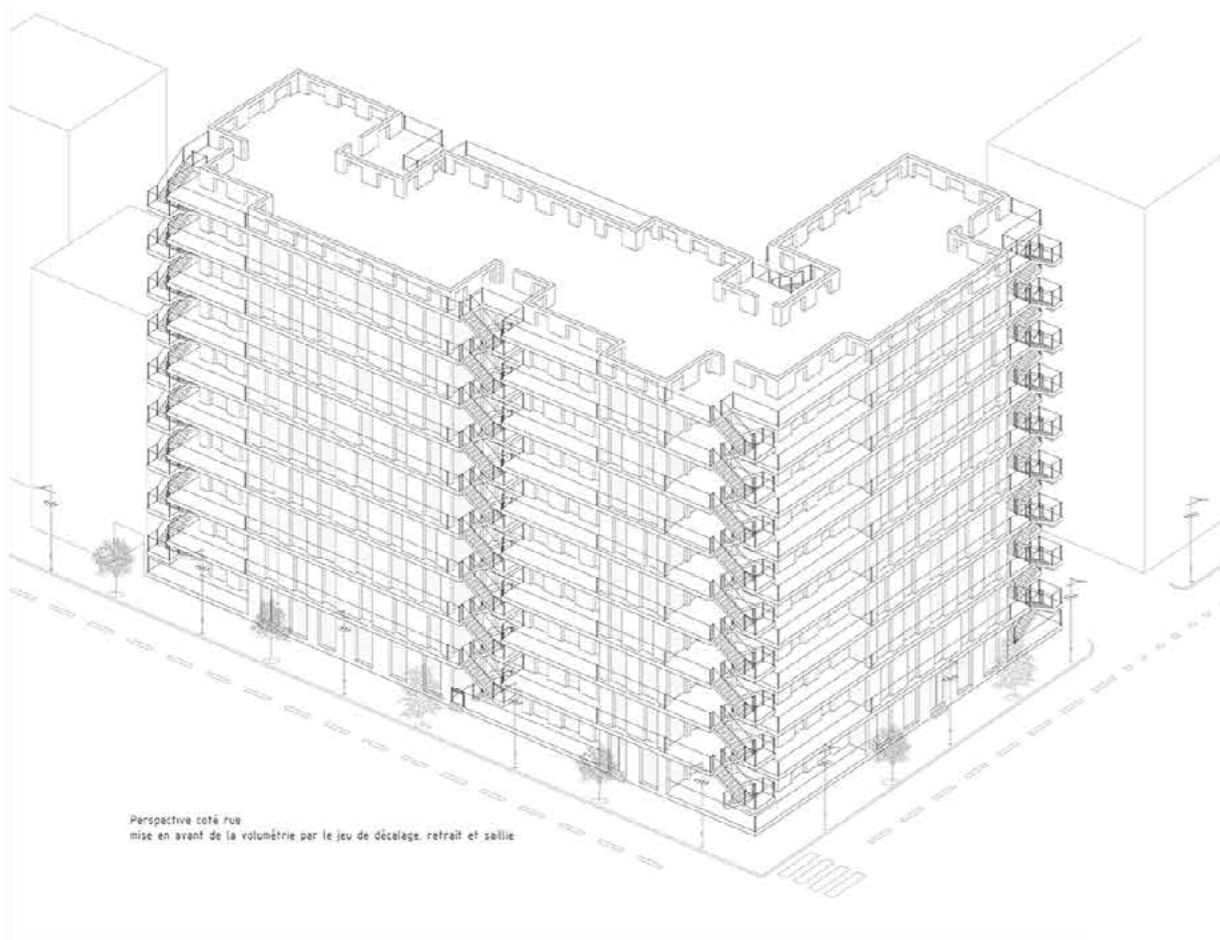 Perspective coté rue
mise en avant de la volumétrie par le jeu de décalage, retrait et saillie